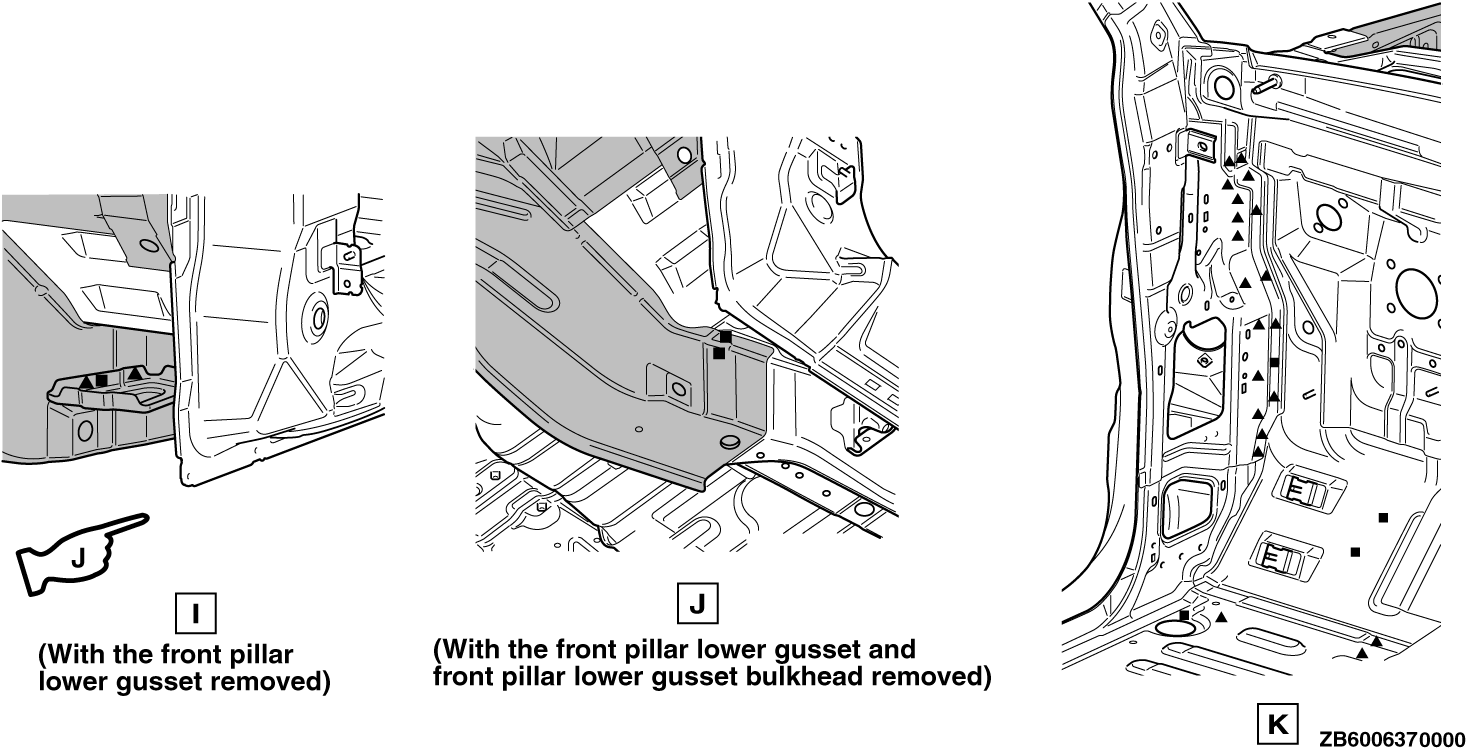 J
I
(With the front pillar
lower gusset removed)
J
(With the front pillar lower gusset and
front pillar lower gusset bulkhead removed)
K
ZB6006370000